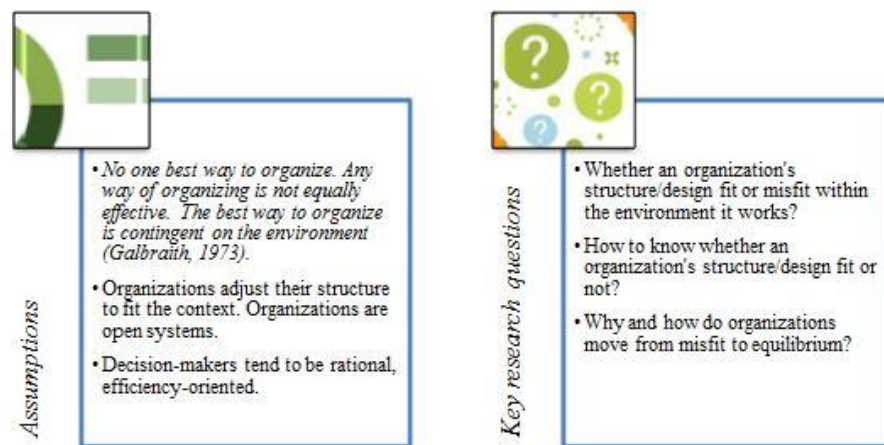 Assumptions
• No one best way to organize. Any
way of organizing is not equally
effective. The best way to organize
is contingent on the environment
(Galbraith, 1973).
• Organizations adjust their structure
to fit the context. Organizations are
open systems.
• Decision-makers tend to be rational,
efficiency-oriented.
? ? ?
Key research questions
• Whether an organization's
structure/design fit or misfit within
the environment it works?
• How to know whether an
organization's structure/design fit or
not?
• Why and how do organizations
move from misfit to equilibrium?